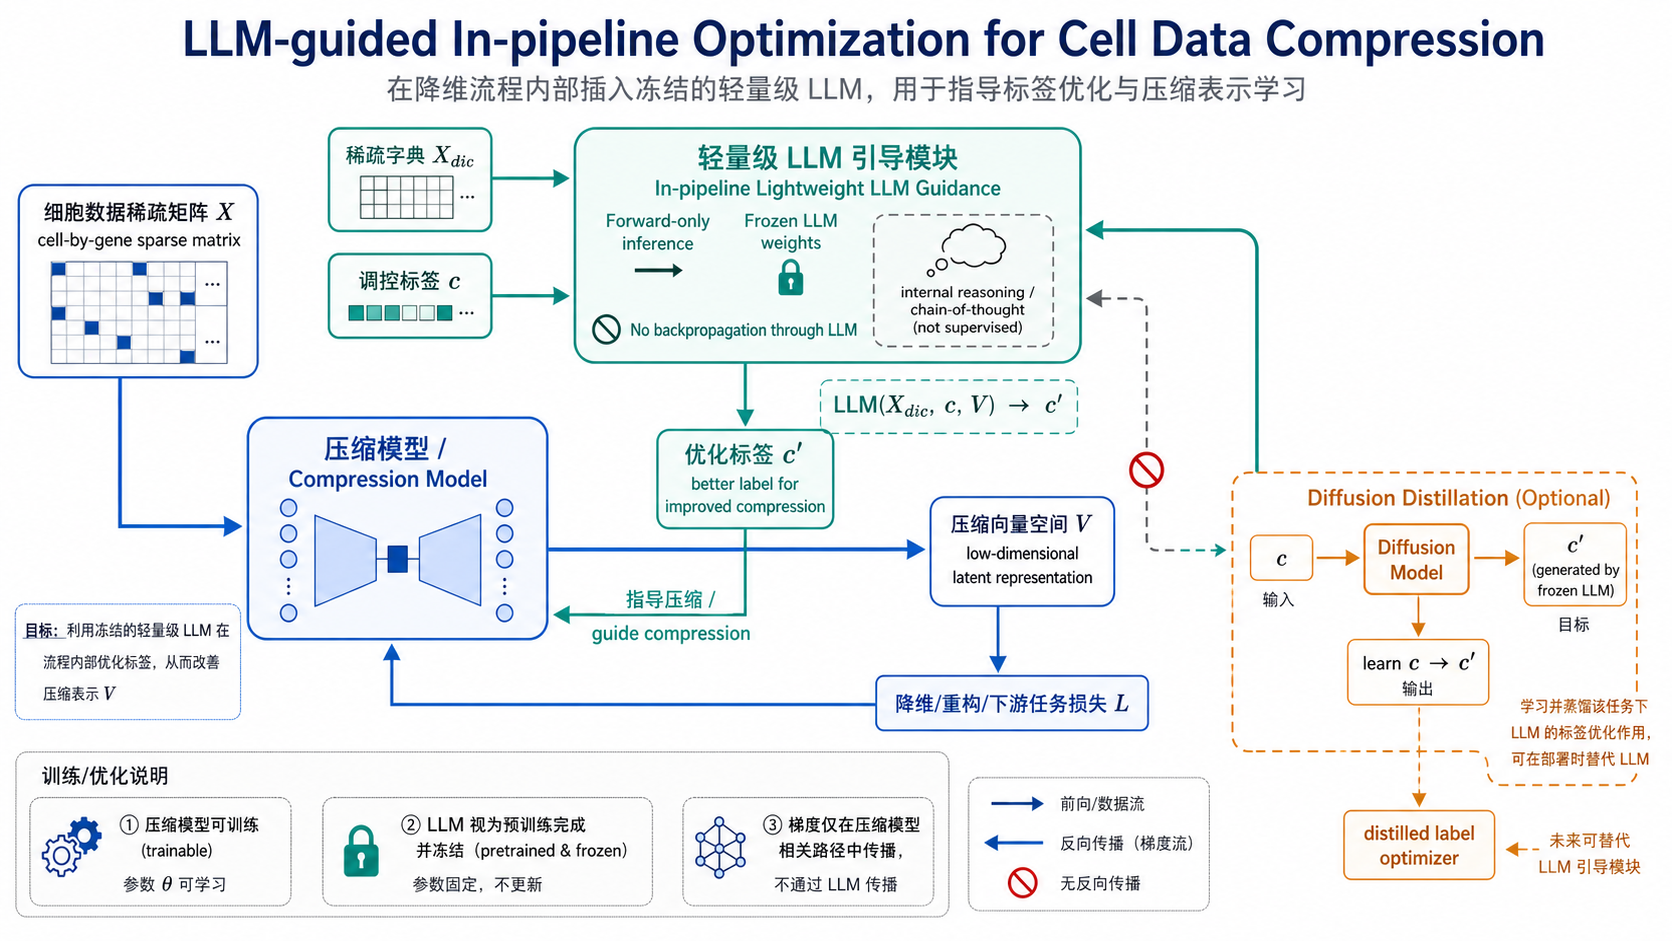 LLM-guided In-pipeline Optimization for Cell Data Compression
在降维流程内部插入冻结的轻量级 LLM，用于指导标签优化与压缩表示学习
细胞数据稀疏矩阵 X
cell-by-gene sparse matrix
...
...
稀疏字典 X_dic
...
调控标签 c
...
轻量级 LLM 引导模块
In-pipeline Lightweight LLM Guidance
Forward-only
inference
Frozen LLM
weights
No backpropagation through LLM
internal reasoning /
chain-of-thought
(not supervised)
LLM(X_dic, c, V) → c′
优化标签 c′
better label for
improved compression
压缩模型 /
Compression Model
指导压缩 /
guide compression
压缩向量空间 V
low-dimensional
latent representation
降维/重构/下游任务损失 L
目标：利用冻结的轻量级 LLM 在
流程内部优化标签，从而改善
压缩表示 V
Diffusion Distillation (Optional)
c
输入
Diffusion
Model
c′
(generated by
frozen LLM)
目标
learn c → c′
输出
学习并蒸馏该任务下
LLM 的标签优化作用，
可在部署时替代 LLM
distilled label
optimizer
未来可替代
LLM 引导模块
训练/优化说明
① 压缩模型可训练
(trainable)
参数 θ 可学习
② LLM 视为预训练完成
并冻结（pretrained & frozen)
参数固定，不更新
③ 梯度仅在压缩模型
相关路径中传播，
不通过 LLM 传播
前向/数据流
反向传播（梯度流）
无反向传播